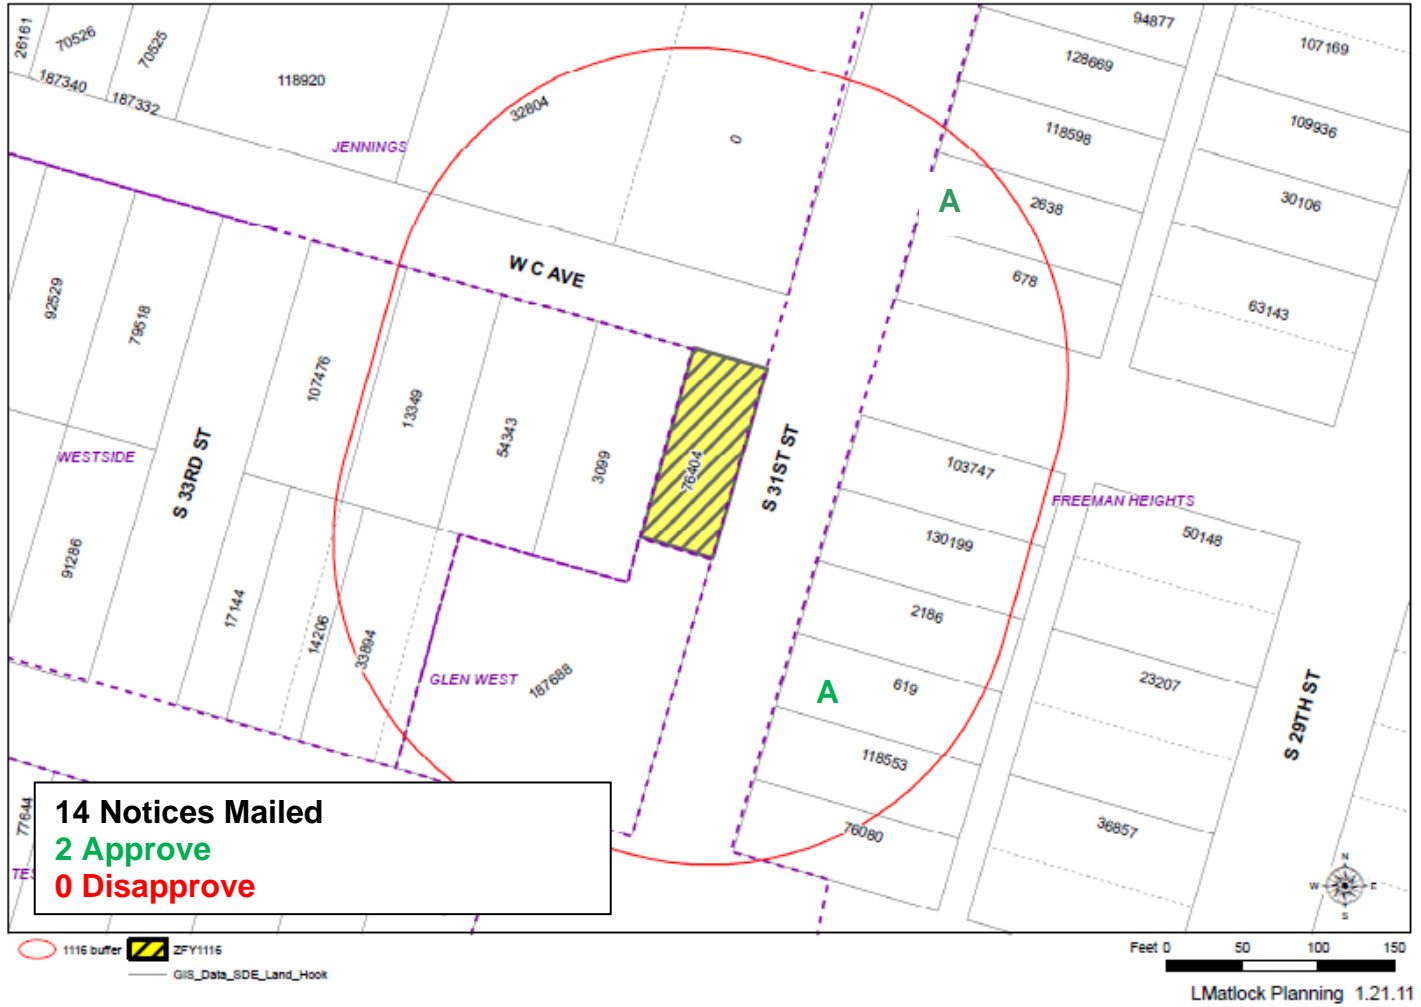 26161
70526
70525
187340
187332
118920
JENNINGS
32804
0
94877
128669
118598
2638
678
107169
109936
30106
63143
A
W C AVE
92529
79518
107476
13349
54343
3099
76404
S 31ST ST
S 33RD ST
WESTSIDE
91286
17144
14206
33894
GLEN WEST
187688
103747
130199
2186
619
118553
76080
A
FREEMAN HEIGHTS
50148
23207
36857
S 29TH ST
77644
14 Notices Mailed
2 Approve
0 Disapprove
N
W E
S
1116 buffer ZFY1116
GIS_Data_SDE_Land_Hook
Feet 0 50 100 150
LMatlock Planning 1.21.11